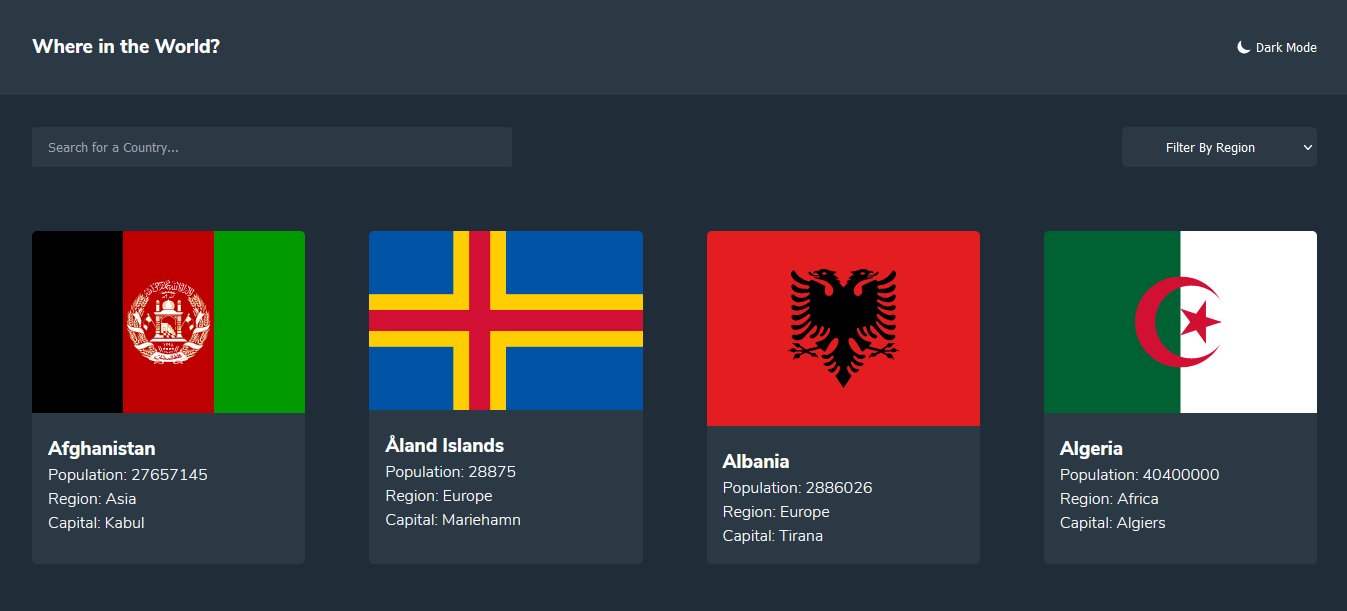 Where in the World?
Dark Mode
Search for a Country...
Filter By Region
Afghanistan
Population: 27657145
Region: Asia
Capital: Kabul
Åland Islands
Population: 28875
Region: Europe
Capital: Mariehamn
Albania
Population: 2886026
Region: Europe
Capital: Tirana
Algeria
Population: 40400000
Region: Africa
Capital: Algiers